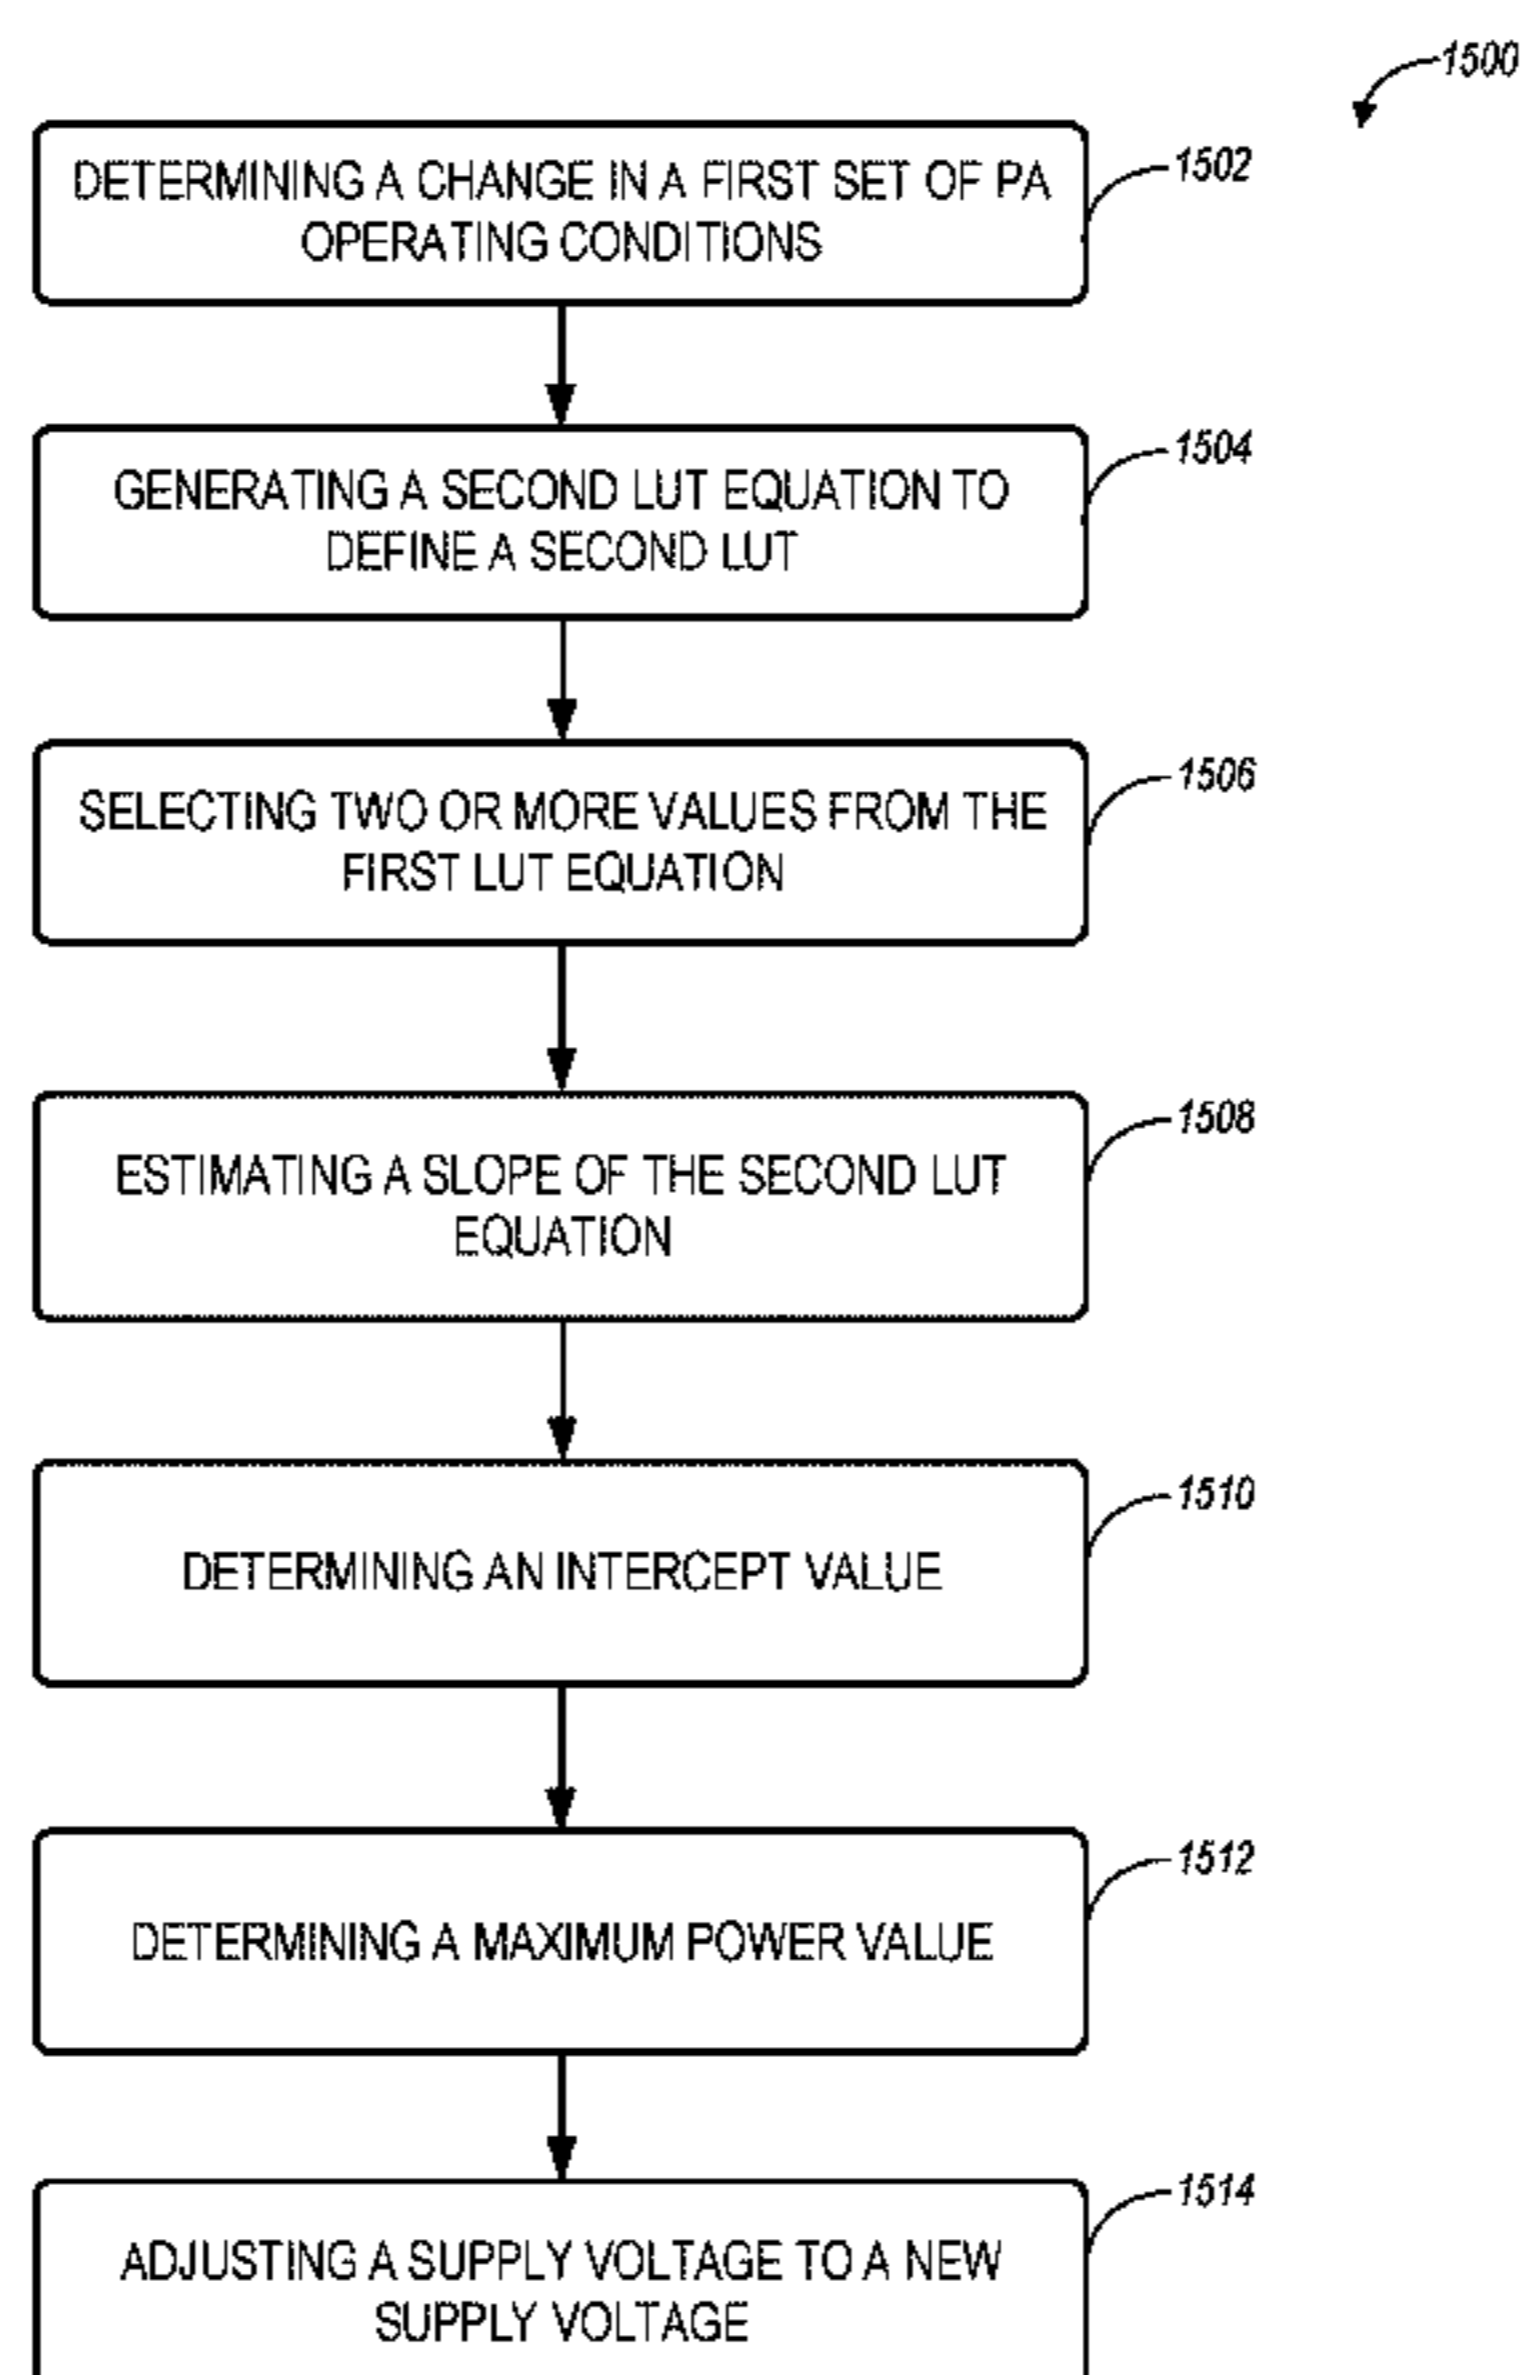 1500
DETERMINING A CHANGE IN A FIRST SET OF PA
OPERATING CONDITIONS
1502
GENERATING A SECOND LUT EQUATION TO
DEFINE A SECOND LUT
1504
SELECTING TWO OR MORE VALUES FROM THE
FIRST LUT EQUATION
1506
ESTIMATING A SLOPE OF THE SECOND LUT
EQUATION
1508
DETERMINING AN INTERCEPT VALUE
1510
DETERMINING A MAXIMUM POWER VALUE
1512
ADJUSTING A SUPPLY VOLTAGE TO A NEW
SUPPLY VOLTAGE
1514